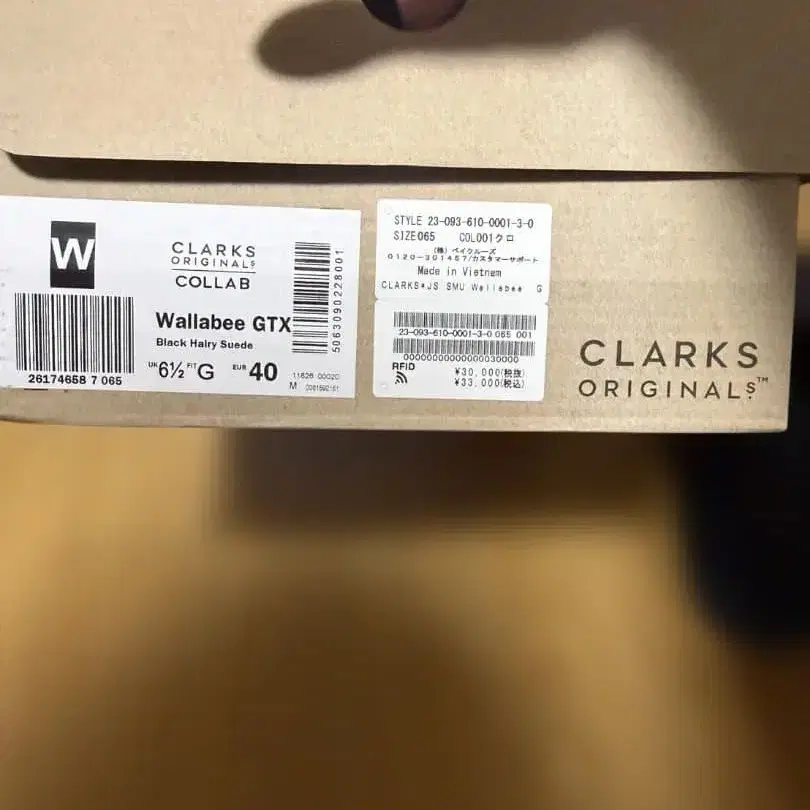 W
CLARKS
ORIGINALS
COLLAB
Wallabee GTX
Black Hairy Suede
UK 6½ FIT G EUR 40
26174658 7 065
5063090228001
11826 00020
M
STYLE 23-093-610-0001-3-0
SIZE065 COL001クロ
(株) ベイクルーズ
0120-301457/カスタマーサポート
Made in Vietnam
CLARKS*JS SMU Wallabee G
23-093-610-0001-3-0 065 001
00000000000000030000
RFID
¥30,000(税抜)
¥33,000(税込)
CLARKS
ORIGINALS™